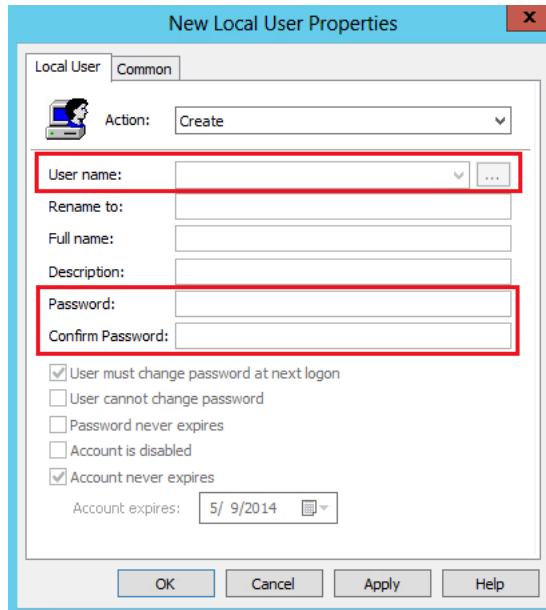 New Local User Properties
x
Local User Common
Action: Create
User name: ...
Rename to:
Full name:
Description:
Password:
Confirm Password:
User must change password at next logon
User cannot change password
Password never expires
Account is disabled
Account never expires
Account expires: 5/ 9/2014
OK Cancel Apply Help